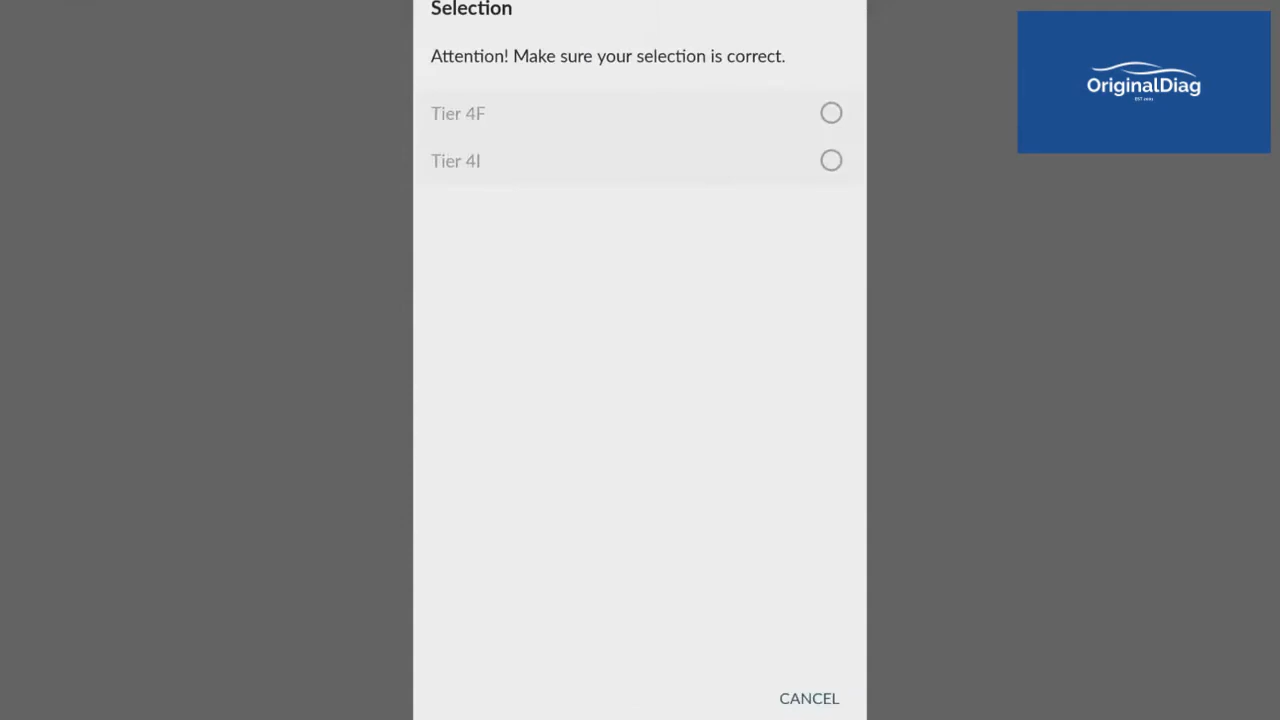 Selection
Attention! Make sure your selection is correct.
Tier 4F
Tier 4I
CANCEL
OriginalDiag